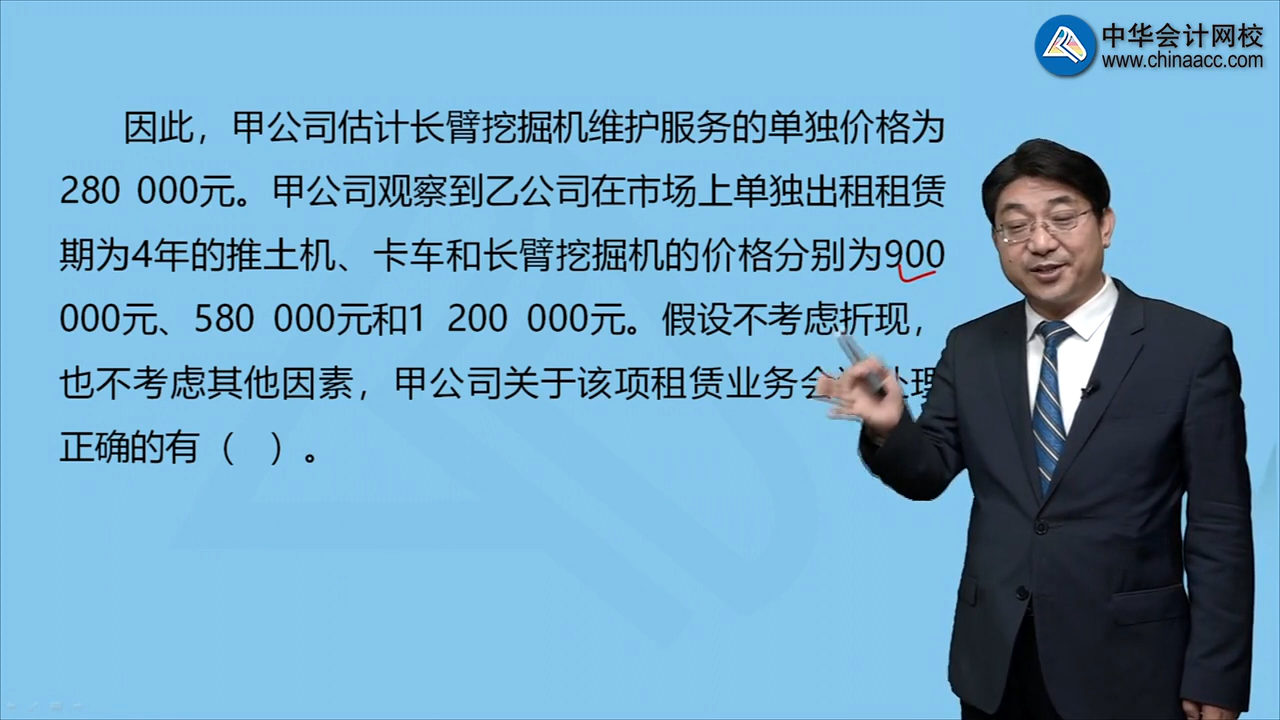 中华会计网校
www.chinaacc.com
因此，甲公司估计长臂挖掘机维护服务的单独价格为
280 000元。甲公司观察到乙公司在市场上单独出租租赁
期为4年的推土机、卡车和长臂挖掘机的价格分别为900
000元、580 000元和1 200 000元。假设不考虑折现，
也不考虑其他因素，甲公司关于该项租赁业务会 处理
正确的有（ ）。